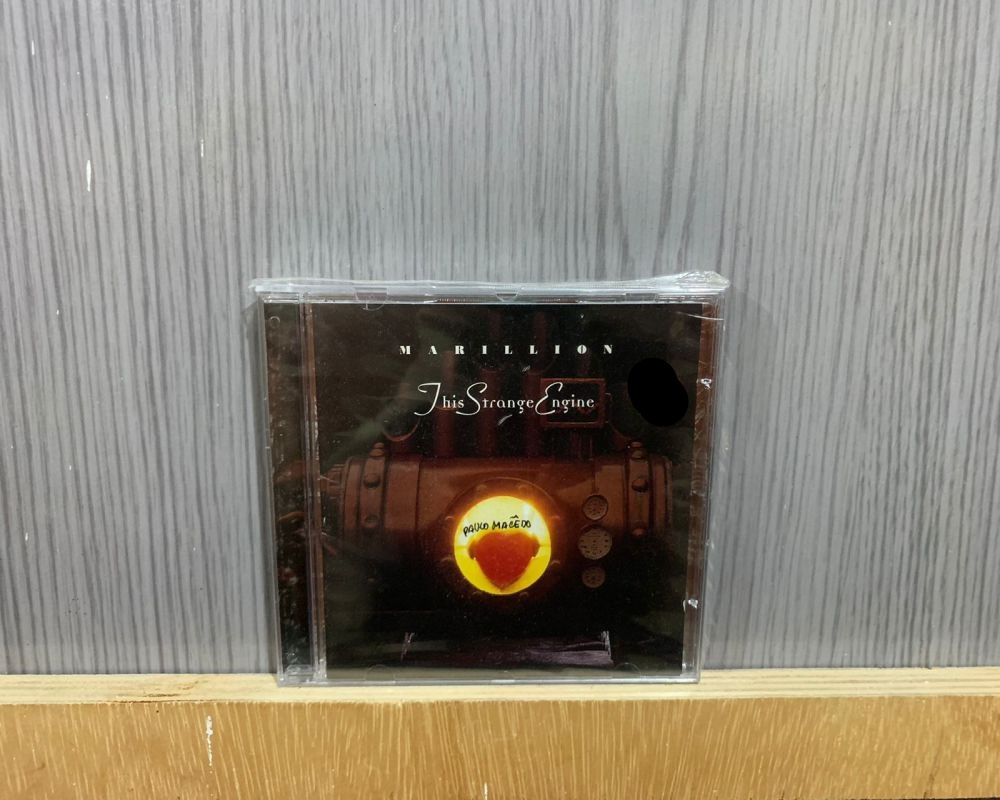 MARILLION
This Strange Engine
PAULO MACÊDO